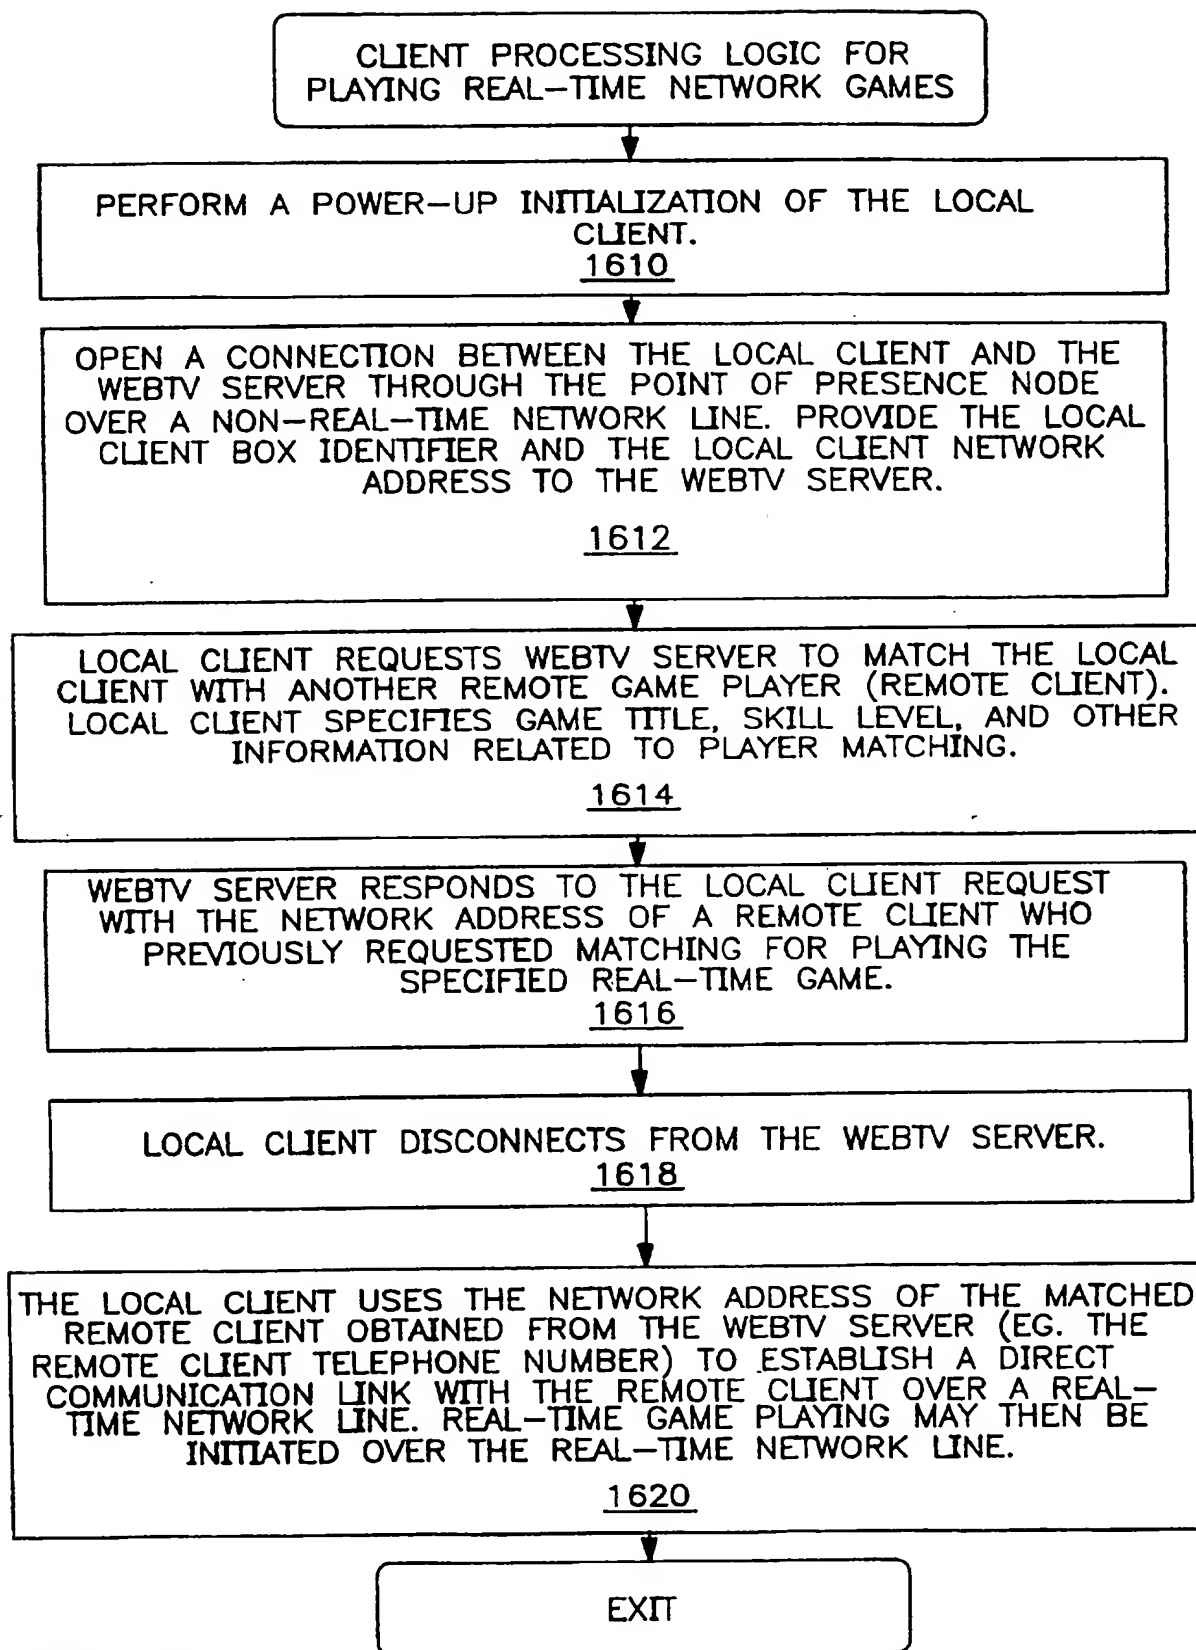 CLIENT PROCESSING LOGIC FOR
PLAYING REAL-TIME NETWORK GAMES
PERFORM A POWER-UP INITIALIZATION OF THE LOCAL
CLIENT.
1610
OPEN A CONNECTION BETWEEN THE LOCAL CLIENT AND THE
WEBTV SERVER THROUGH THE POINT OF PRESENCE NODE
OVER A NON-REAL-TIME NETWORK LINE. PROVIDE THE LOCAL
CLIENT BOX IDENTIFIER AND THE LOCAL CLIENT NETWORK
ADDRESS TO THE WEBTV SERVER.
1612
LOCAL CLIENT REQUESTS WEBTV SERVER TO MATCH THE LOCAL
CLIENT WITH ANOTHER REMOTE GAME PLAYER (REMOTE CLIENT).
LOCAL CLIENT SPECIFIES GAME TITLE, SKILL LEVEL, AND OTHER
INFORMATION RELATED TO PLAYER MATCHING.
1614
WEBTV SERVER RESPONDS TO THE LOCAL CLIENT REQUEST
WITH THE NETWORK ADDRESS OF A REMOTE CLIENT WHO
PREVIOUSLY REQUESTED MATCHING FOR PLAYING THE
SPECIFIED REAL-TIME GAME.
1616
LOCAL CLIENT DISCONNECTS FROM THE WEBTV SERVER.
1618
THE LOCAL CLIENT USES THE NETWORK ADDRESS OF THE MATCHED
REMOTE CLIENT OBTAINED FROM THE WEBTV SERVER (EG. THE
REMOTE CLIENT TELEPHONE NUMBER) TO ESTABLISH A DIRECT
COMMUNICATION LINK WITH THE REMOTE CLIENT OVER A REAL-
TIME NETWORK LINE. REAL-TIME GAME PLAYING MAY THEN BE
INITIATED OVER THE REAL-TIME NETWORK LINE.
1620
EXIT